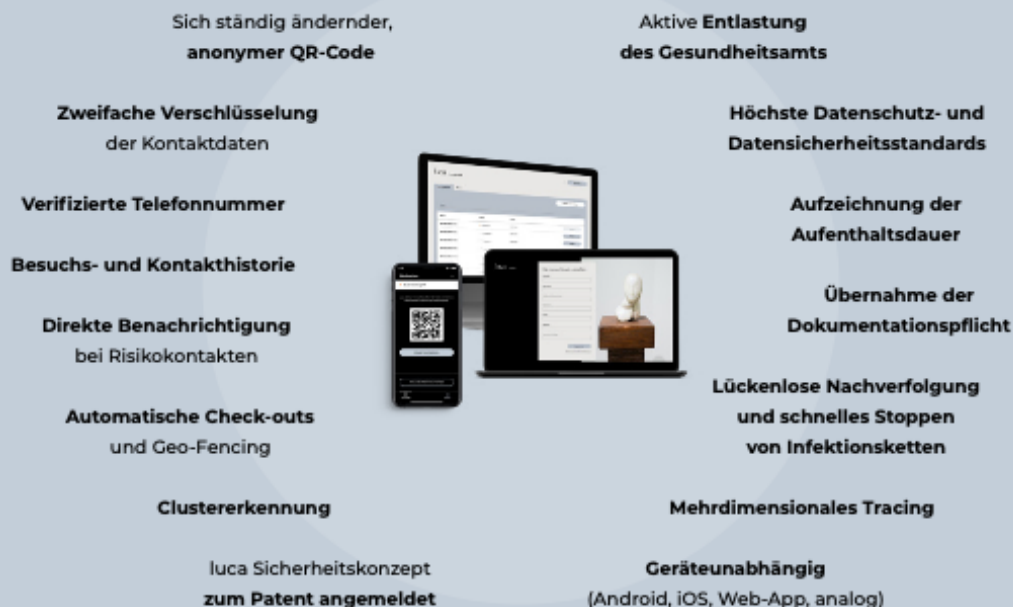 Sich ständig ändernder,
anonymer QR-Code
Zweifache Verschlüsselung
der Kontaktdaten
Verifizierte Telefonnummer
Besuchs- und Kontakthistorie
Direkte Benachrichtigung
bei Risikokontakten
Automatische Check-outs
und Geo-Fencing
Clustererkennung
luca Sicherheitskonzept
zum Patent angemeldet
Aktive Entlastung
des Gesundheitsamts
Höchste Datenschutz- und
Datensicherheitsstandards
Aufzeichnung der
Aufenthaltsdauer
Übernahme der
Dokumentationspflicht
Lückenlose Nachverfolgung
und schnelles Stoppen
von Infektionsketten
Mehrdimensionales Tracing
Geräteunabhängig
(Android, iOS, Web-App, analog)